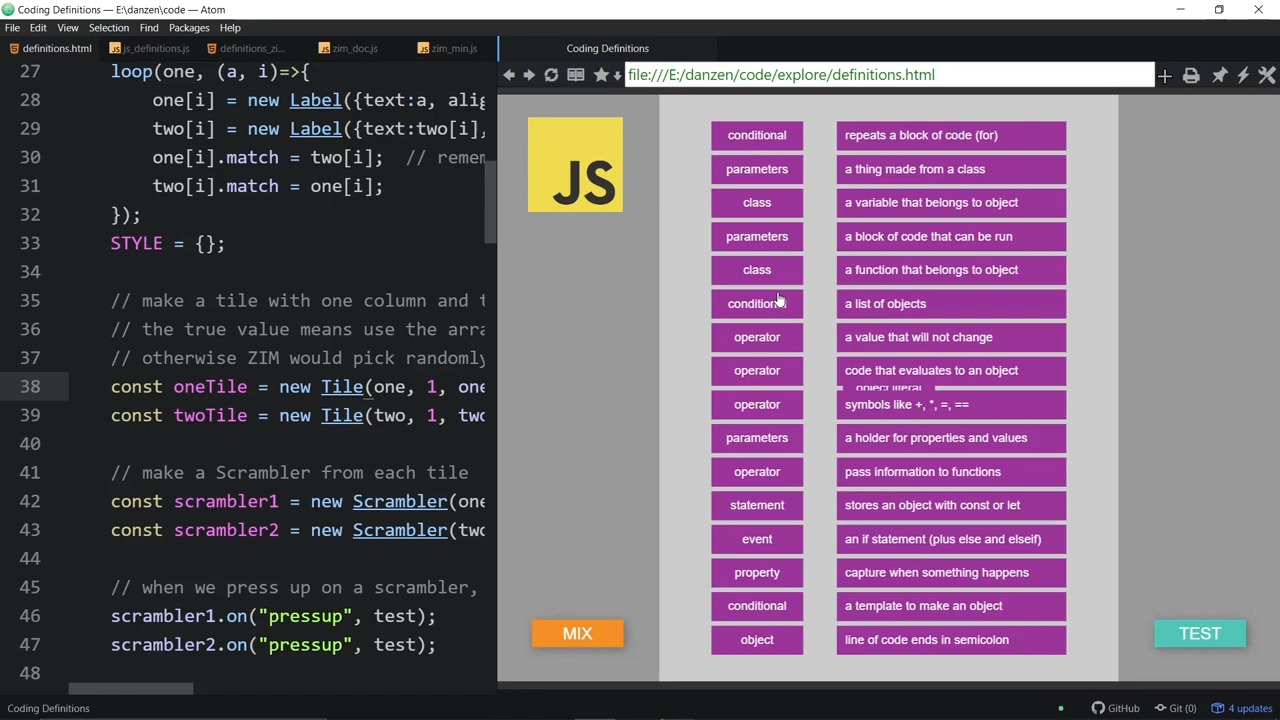 Coding Definitions — E:\danzen\code — Atom
File Edit View Selection Find Packages Help
definitions.html js_definitions.js definitions_zi... zim_doc.js zim_min.js Coding Definitions
file:///E:/danzen/code/explore/definitions.html
27 loop(one, (a, i)=>{
28 one[i] = new Label({text:a, alig
29 two[i] = new Label({text:two[i],
30 one[i].match = two[i]; // remem
31 two[i].match = one[i];
32 });
33 STYLE = {};
34
35 // make a tile with one column and t
36 // the true value means use the arra
37 // otherwise ZIM would pick randomly
38 const oneTile = new Tile(one, 1, one
39 const twoTile = new Tile(two, 1, two
40
41 // make a Scrambler from each tile
42 const scrambler1 = new Scrambler(one
43 const scrambler2 = new Scrambler(two
44
45 // when we press up on a scrambler,
46 scrambler1.on("pressup", test);
47 scrambler2.on("pressup", test);
48
JS
conditional repeats a block of code (for)
parameters a thing made from a class
class a variable that belongs to object
parameters a block of code that can be run
class a function that belongs to object
conditional a list of objects
operator a value that will not change
operator code that evaluates to an object
object literal
operator symbols like +, *, =, ==
parameters a holder for properties and values
operator pass information to functions
statement stores an object with const or let
event an if statement (plus else and elseif)
property capture when something happens
conditional a template to make an object
object line of code ends in semicolon
MIX
TEST
Coding Definitions GitHub Git (0) 4 updates